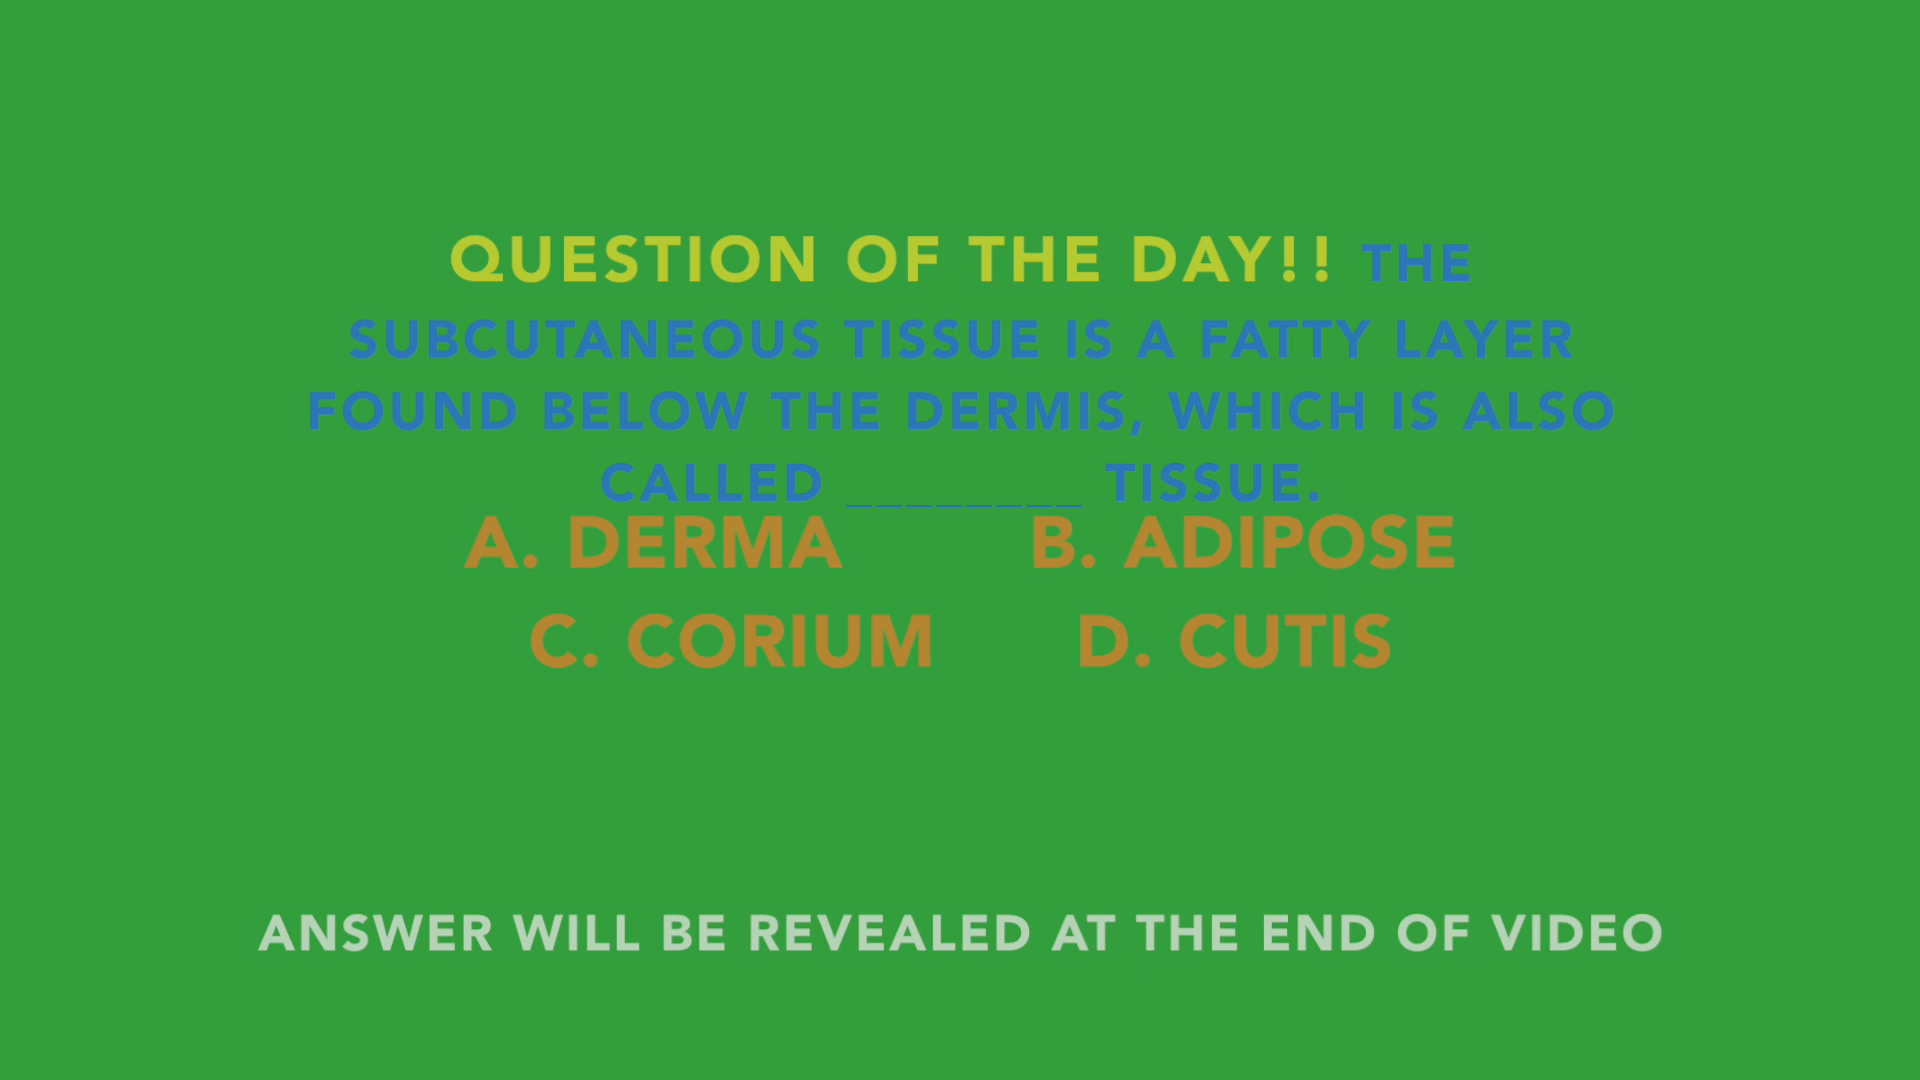 QUESTION OF THE DAY!! THE
SUBCUTANEOUS TISSUE IS A FATTY LAYER
FOUND BELOW THE DERMIS, WHICH IS ALSO
CALLED ________ TISSUE.
A. DERMA B. ADIPOSE
C. CORIUM D. CUTIS
ANSWER WILL BE REVEALED AT THE END OF VIDEO